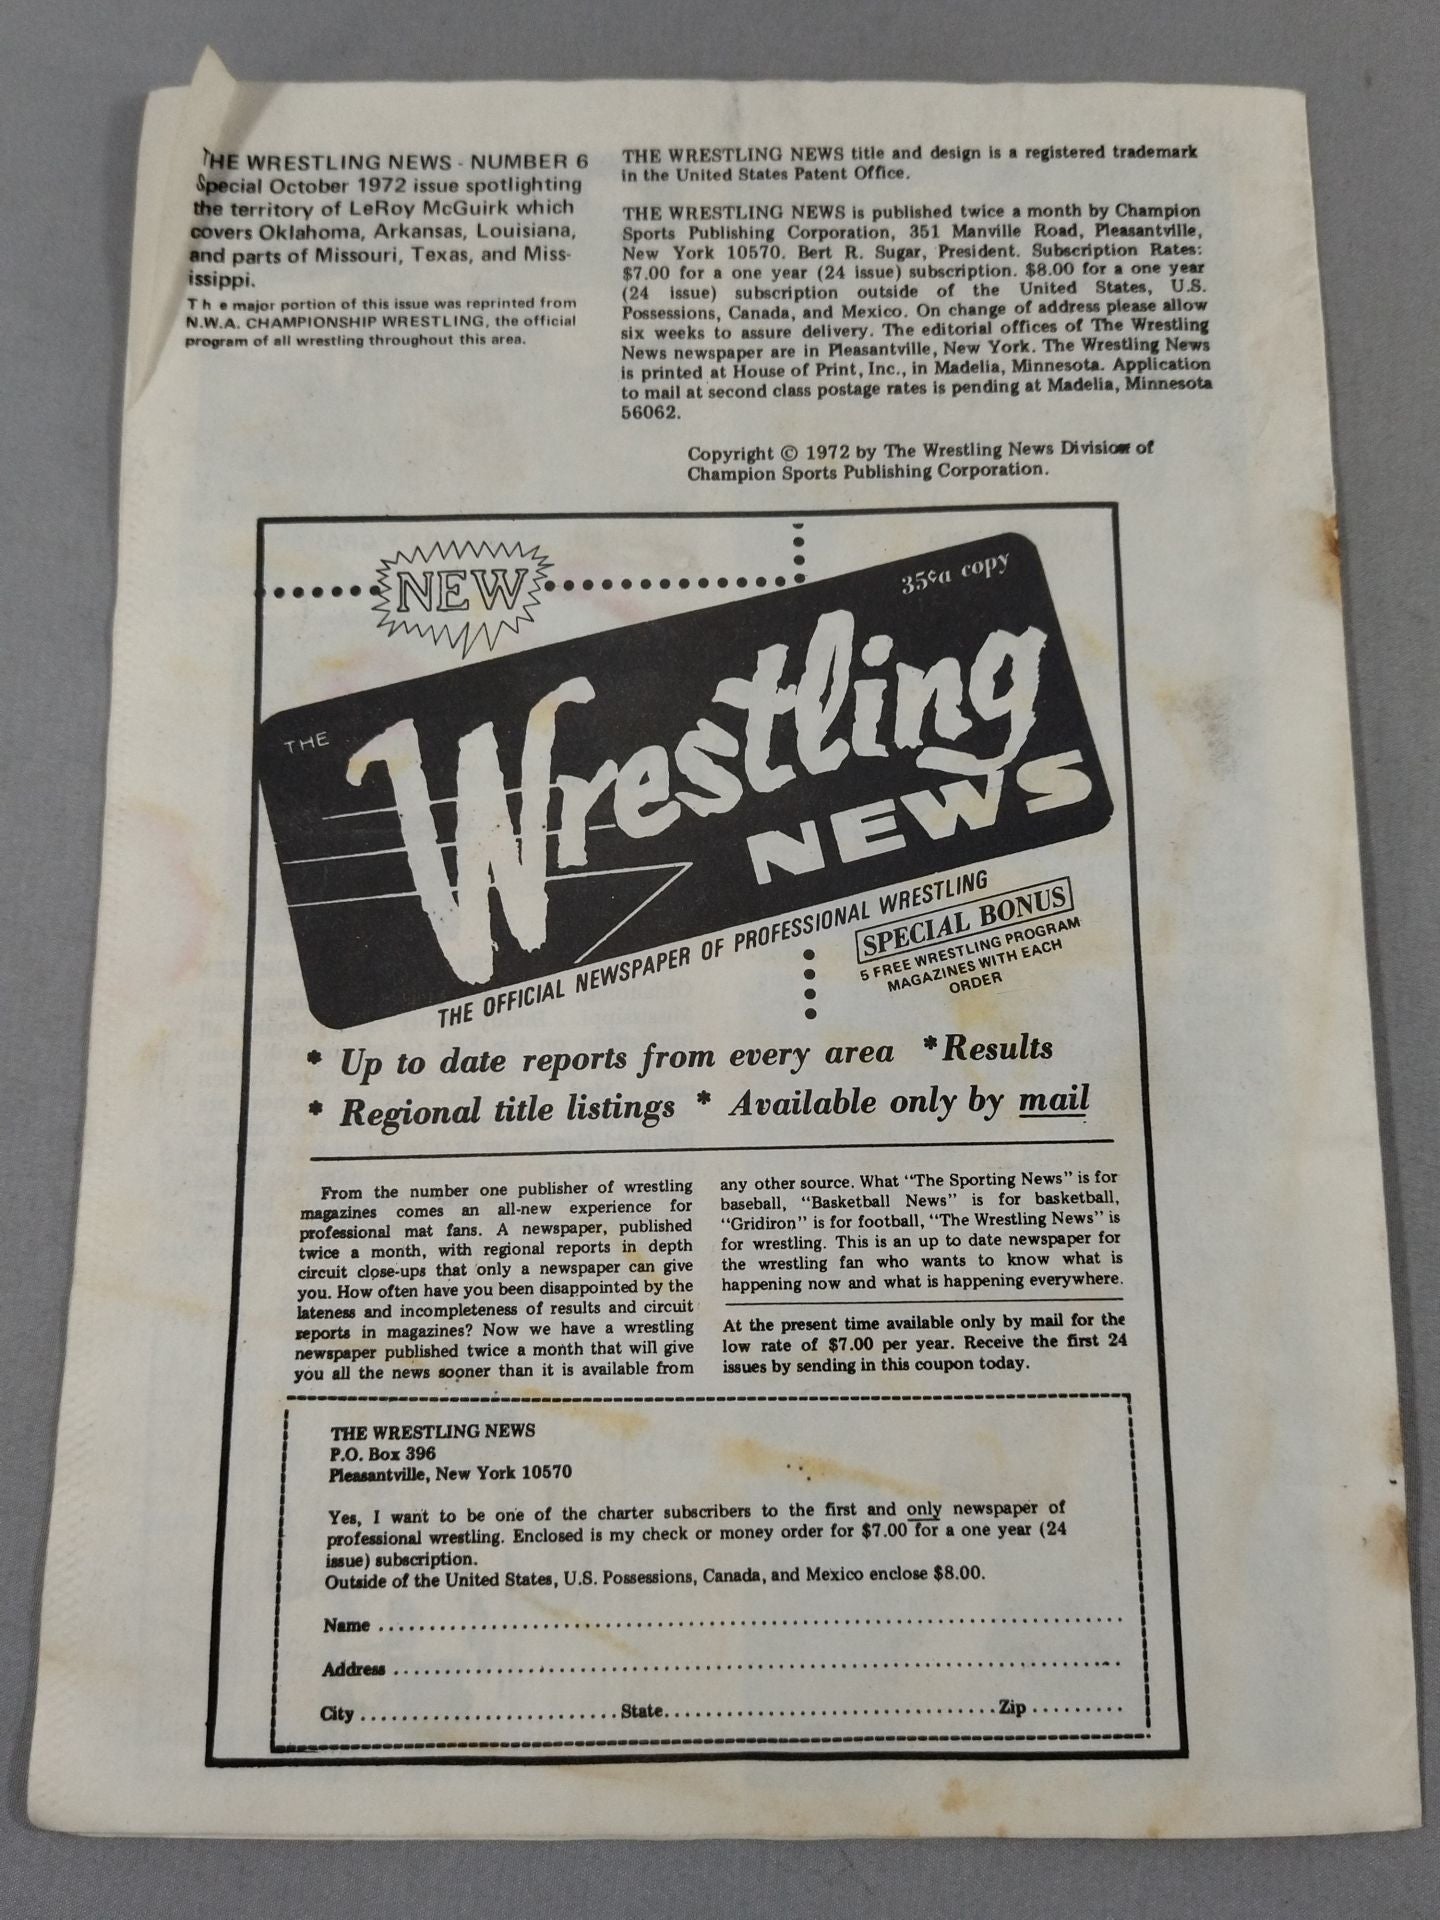 THE WRESTLING NEWS - NUMBER 6
Special October 1972 issue spotlighting
the territory of LeRoy McGuirk which
covers Oklahoma, Arkansas, Louisiana,
and parts of Missouri, Texas, and Miss-
issippi.
The major portion of this issue was reprinted from
N.W.A. CHAMPIONSHIP WRESTLING, the official
program of all wrestling throughout this area.
THE WRESTLING NEWS title and design is a registered trademark
in the United States Patent Office.
THE WRESTLING NEWS is published twice a month by Champion
Sports Publishing Corporation, 351 Manville Road, Pleasantville,
New York 10570. Bert R. Sugar, President. Subscription Rates:
$7.00 for a one year (24 issue) subscription. $8.00 for a one year
(24 issue) subscription outside of the United States, U.S.
Possessions, Canada, and Mexico. On change of address please allow
six weeks to assure delivery. The editorial offices of The Wrestling
News newspaper are in Pleasantville, New York. The Wrestling News
is printed at House of Print, Inc., in Madelia, Minnesota. Application
to mail at second class postage rates is pending at Madelia, Minnesota
56062.
Copyright © 1972 by The Wrestling News Division of
Champion Sports Publishing Corporation.
NEW
35¢ a copy
THE
Wrestling
NEWS
THE OFFICIAL NEWSPAPER OF PROFESSIONAL WRESTLING
SPECIAL BONUS
5 FREE WRESTLING PROGRAM
MAGAZINES WITH EACH
ORDER
* Up to date reports from every area *Results
* Regional title listings * Available only by mail
From the number one publisher of wrestling
magazines comes an all-new experience for
professional mat fans. A newspaper, published
twice a month, with regional reports in depth
circuit close-ups that only a newspaper can give
you. How often have you been disappointed by the
lateness and incompleteness of results and circuit
reports in magazines? Now we have a wrestling
newspaper published twice a month that will give
you all the news sooner than it is available from
any other source. What "The Sporting News" is for
baseball, "Basketball News" is for basketball,
"Gridiron" is for football, "The Wrestling News" is
for wrestling. This is an up to date newspaper for
the wrestling fan who wants to know what is
happening now and what is happening everywhere.
At the present time available only by mail for the
low rate of $7.00 per year. Receive the first 24
issues by sending in this coupon today.
THE WRESTLING NEWS
P.O. Box 396
Pleasantville, New York 10570
Yes, I want to be one of the charter subscribers to the first and only newspaper of
professional wrestling. Enclosed is my check or money order for $7.00 for a one year (24
issue) subscription.
Outside of the United States, U.S. Possessions, Canada, and Mexico enclose $8.00.
Name
Address
City State Zip